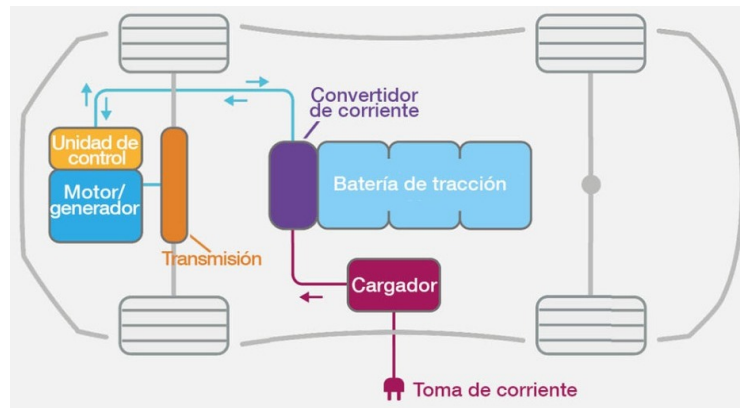 Convertidor
de corriente
Unidad de
control
Motor/
generador
Batería de tracción
Transmisión
Cargador
Toma de corriente